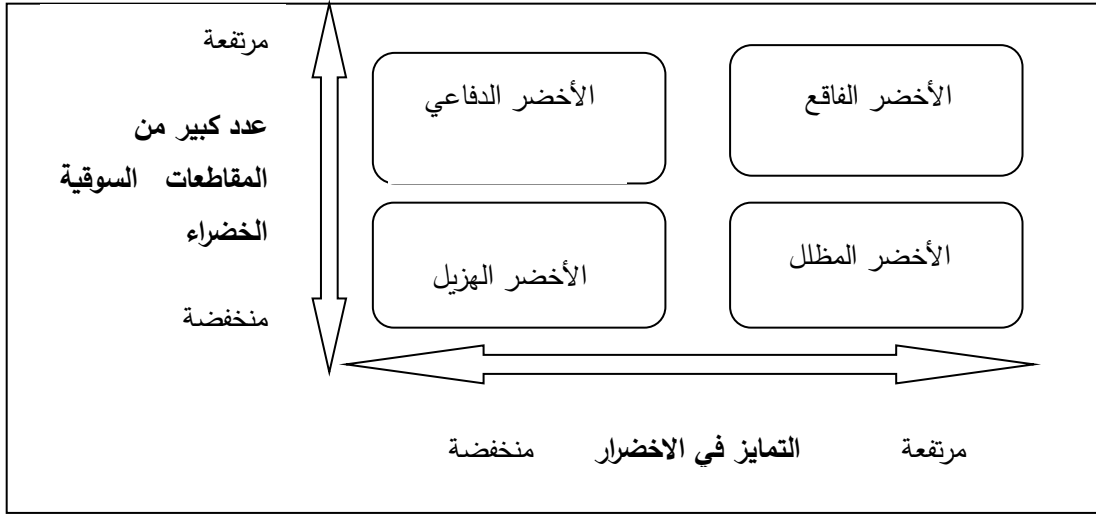 مرتفعة
عدد كبير من
المقاطعات السوقية
الخضراء
منخفضة
الأخضر الفاقع
الأخضر الدفاعي
الأخضر المظلل
الأخضر الهزيل
مرتفعة التمايز في الاخضرار منخفضة